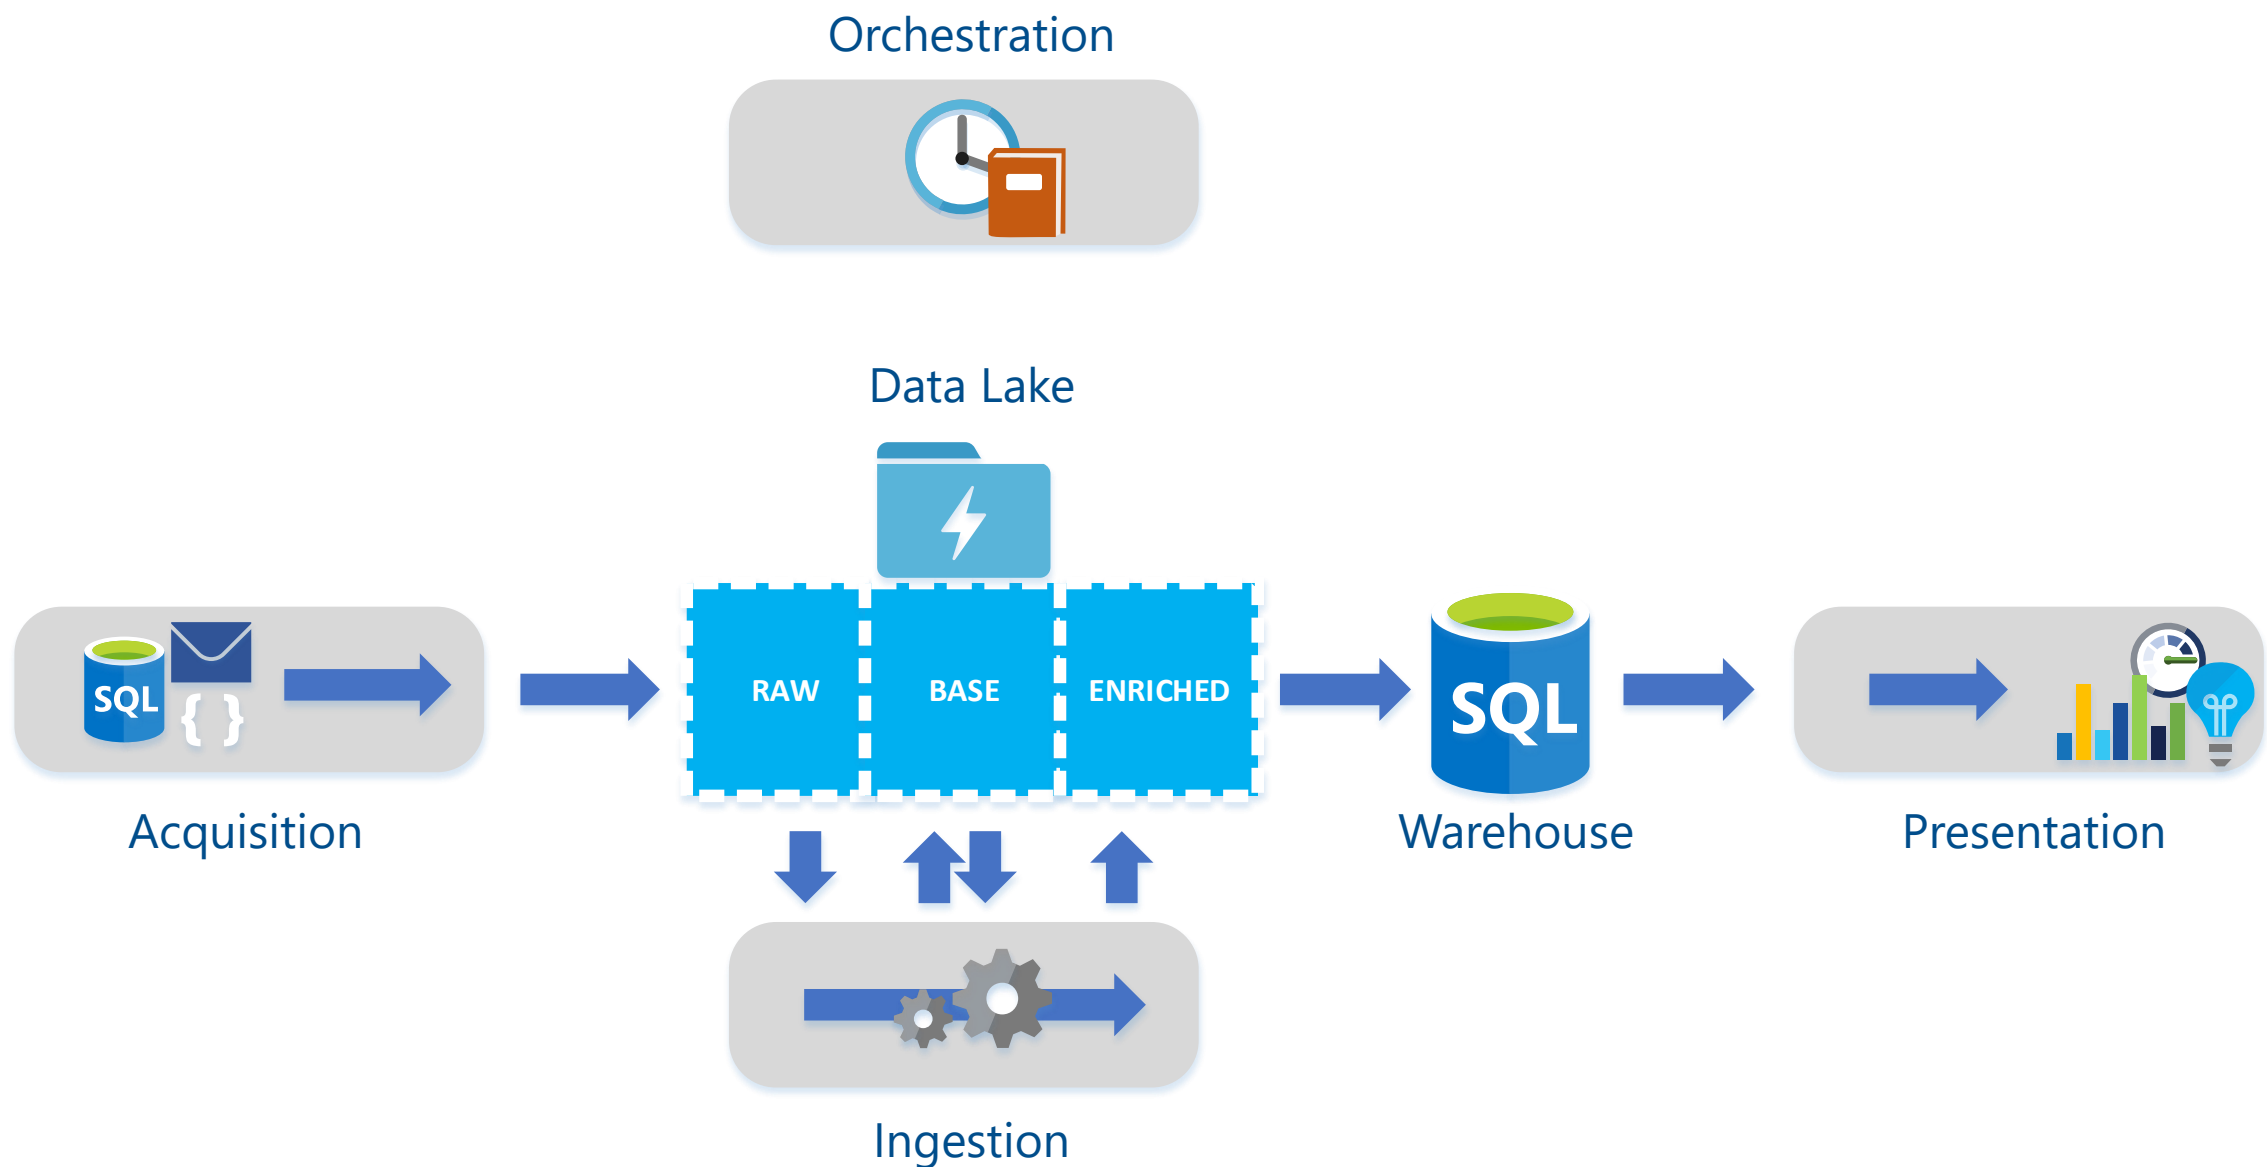 Orchestration
Data Lake
SQL
{ }
RAW
BASE
ENRICHED
SQL
Acquisition
Warehouse
Presentation
Ingestion